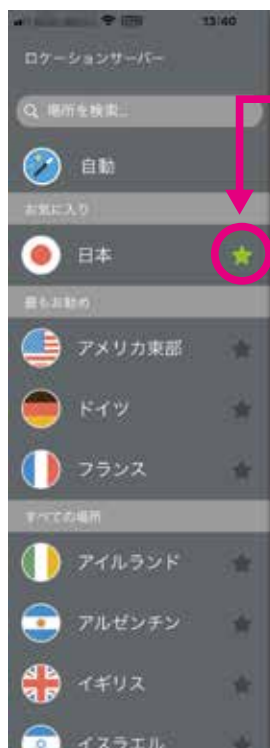 13:40
ロケーションサーバー
場所を検索...
自動
お気に入り
日本
最もお勧め
アメリカ東部
ドイツ
フランス
すべての場所
アイルランド
アルゼンチン
イギリス
イスラエル